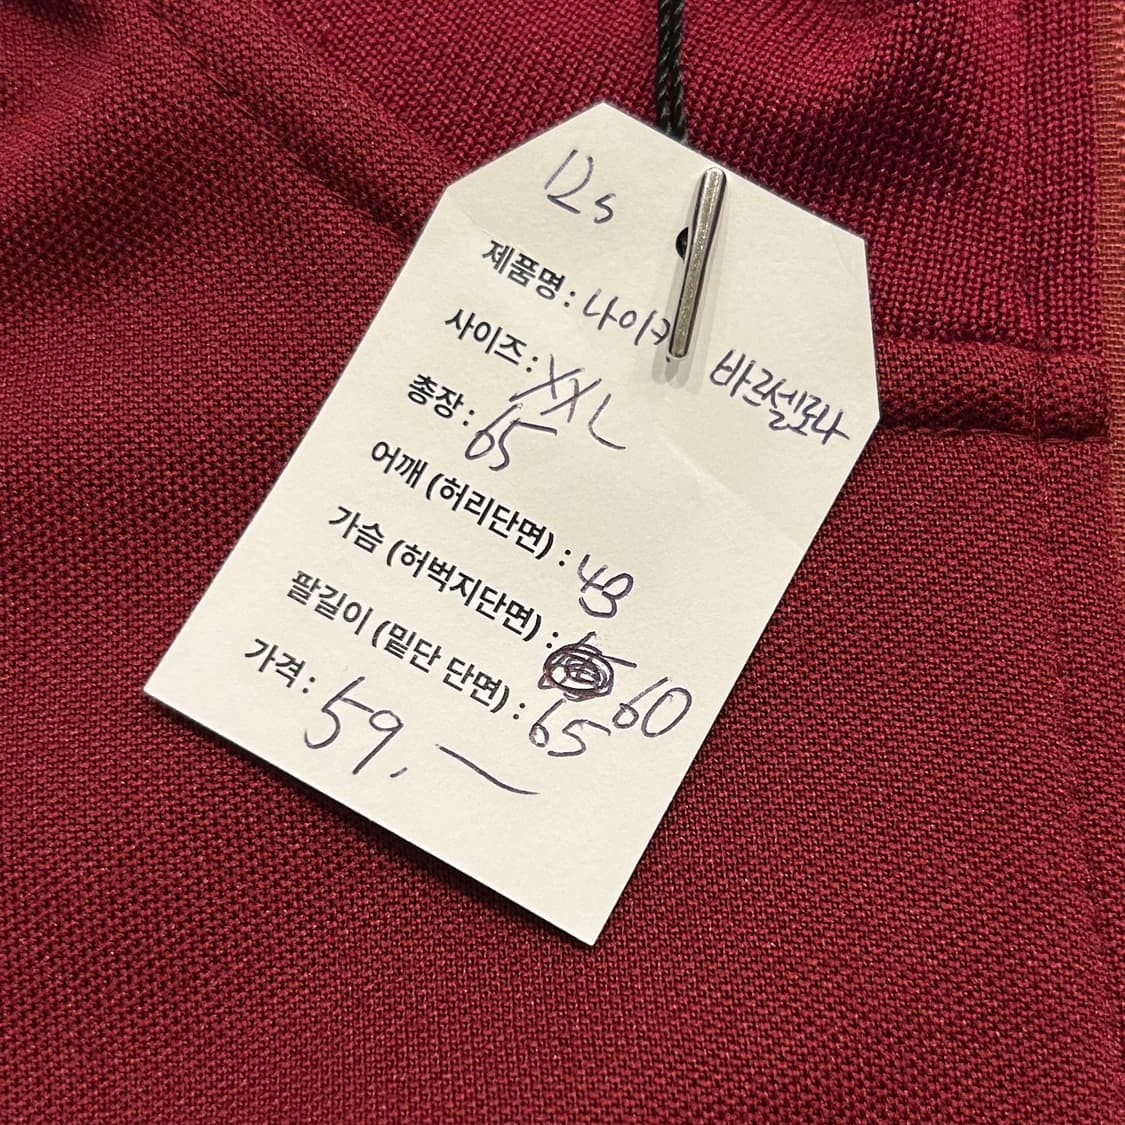 12s
제품명 : 나이키 바르셀로나
사이즈 : XXL
총장 : 65
어깨 (허리단면) : 43
가슴 (허벅지단면) : 60
팔길이 (밑단 단면) : 65
가격 : 59,—